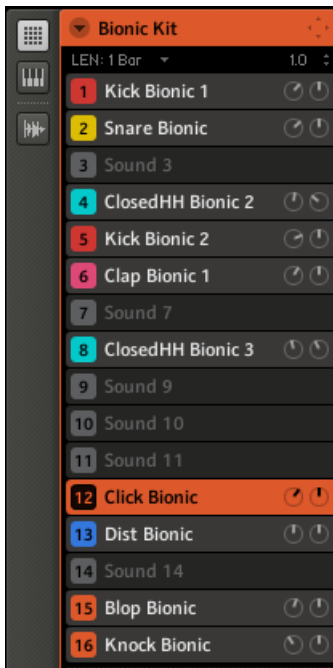 Bionic Kit
LEN: 1 Bar 1.0
1 Kick Bionic 1
2 Snare Bionic
3 Sound 3
4 ClosedHH Bionic 2
5 Kick Bionic 2
6 Clap Bionic 1
7 Sound 7
8 ClosedHH Bionic 3
9 Sound 9
10 Sound 10
11 Sound 11
12 Click Bionic
13 Dist Bionic
14 Sound 14
15 Blop Bionic
16 Knock Bionic